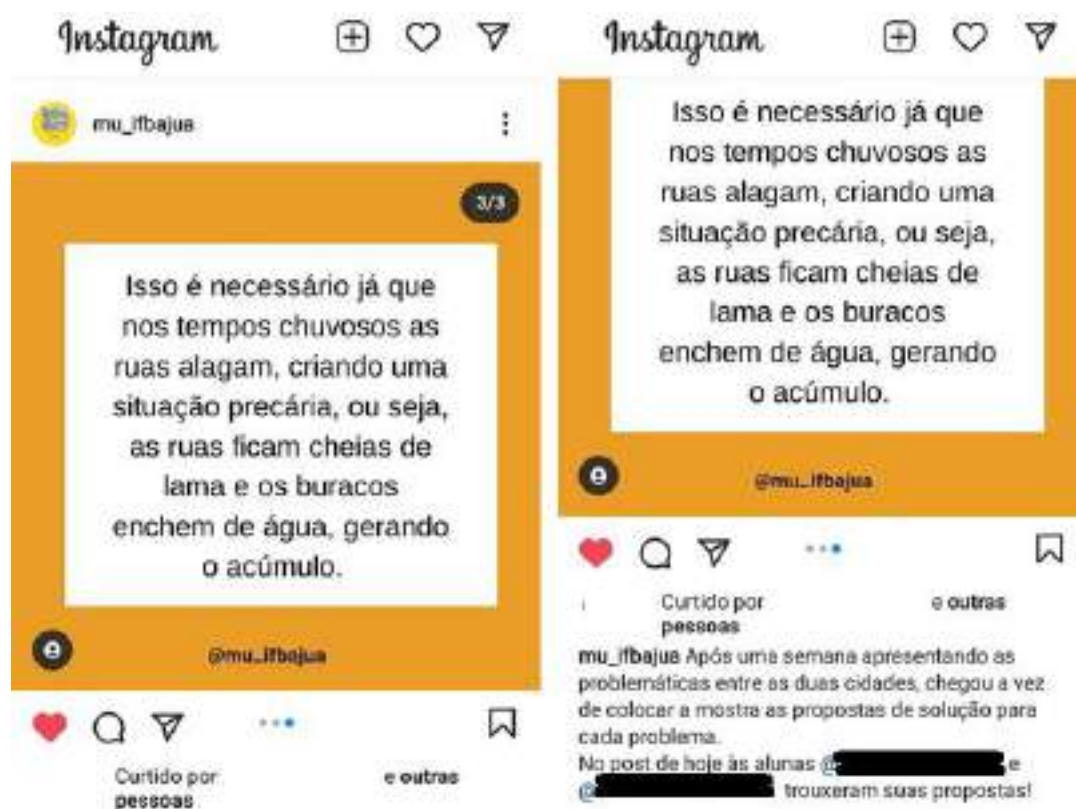 Instagram
mu_ifbajua
3/3
Isso é necessário já que
nos tempos chuvosos as
ruas alagam, criando uma
situação precária, ou seja,
as ruas ficam cheias de
lama e os buracos
enchem de água, gerando
o acúmulo.
@mu_ifbajua
Curtido por e outras
pessoas
Instagram
Isso é necessário já que
nos tempos chuvosos as
ruas alagam, criando uma
situação precária, ou seja,
as ruas ficam cheias de
lama e os buracos
enchem de água, gerando
o acúmulo.
@mu_ifbajua
Curtido por e outras
pessoas
mu_ifbajua Após uma semana apresentando as
problemáticas entre as duas cidades, chegou a vez
de colocar a mostra as propostas de solução para
cada problema.
No post de hoje às alunas @ e
@ trouxeram suas propostas!